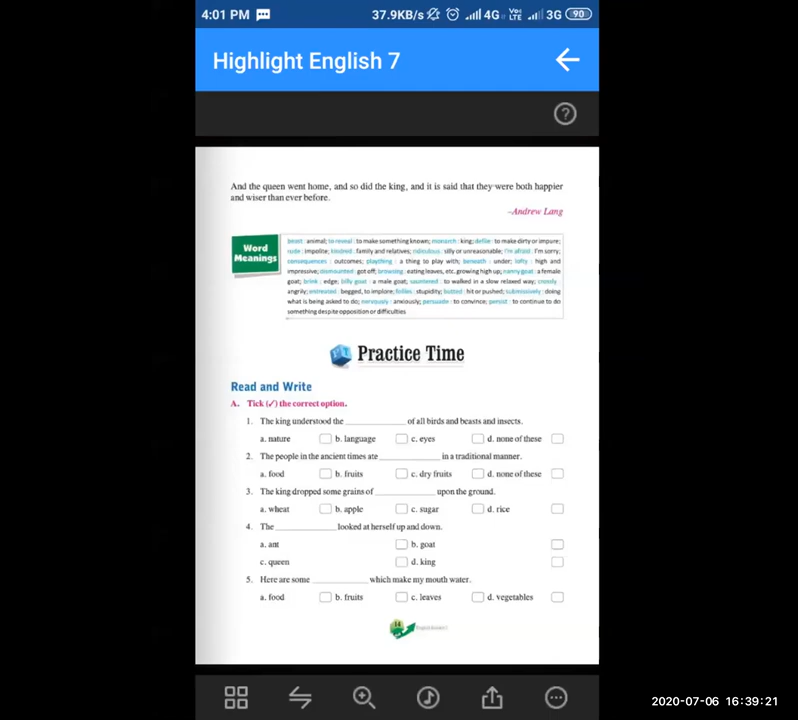 4:01 PM
37.9KB/s 4G VoLTE 3G 90
Highlight English 7
And the queen went home, and so did the king, and it is said that they were both happier
and wiser than ever before.
–Andrew Lang
Word
Meanings
beast : animal; to reveal : to make something known; monarch : king; defile : to make dirty or impure;
rude : impolite; kindred : family and relatives; ridiculous : silly or unreasonable; I'm afraid : I'm sorry;
consequences : outcomes; plaything : a thing to play with; beneath : under; lofty : high and
impressive; dismounted : got off; browsing : eating leaves, etc. growing high up; nanny goat : a female
goat; brink : edge; billy goat : a male goat; sauntered : to walked in a slow relaxed way; crossly :
angrily; entreated : begged, to implore; follies : stupidity; butted : hit or pushed; submissively : doing
what is being asked to do; nervously : anxiously; persuade : to convince; persist : to continue to do
something despite opposition or difficulties
Practice Time
Read and Write
A. Tick (✓) the correct option.
1. The king understood the ____________ of all birds and beasts and insects.
a. nature b. language c. eyes d. none of these
2. The people in the ancient times ate ____________ in a traditional manner.
a. food b. fruits c. dry fruits d. none of these
3. The king dropped some grains of ____________ upon the ground.
a. wheat b. apple c. sugar d. rice
4. The ____________ looked at herself up and down.
a. ant b. goat
c. queen d. king
5. Here are some ____________ which make my mouth water.
a. food b. fruits c. leaves d. vegetables
14
2020-07-06 16:39:21